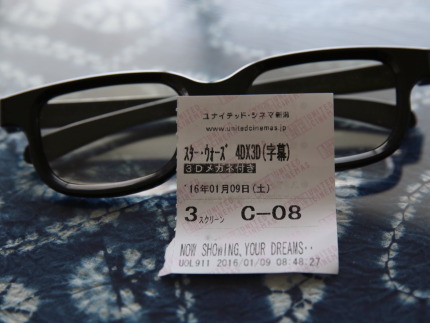 ユナイテッド・シネマ新潟
www.unitedcinemas.jp
スター・ウォーズ 4DX3D(字幕)
3Dメガネ付き
'16年01月09日(土)
3スクリーン C-08
NOW SHOWING, YOUR DREAMS‥
UOL911 2016/01/09 08:48.27